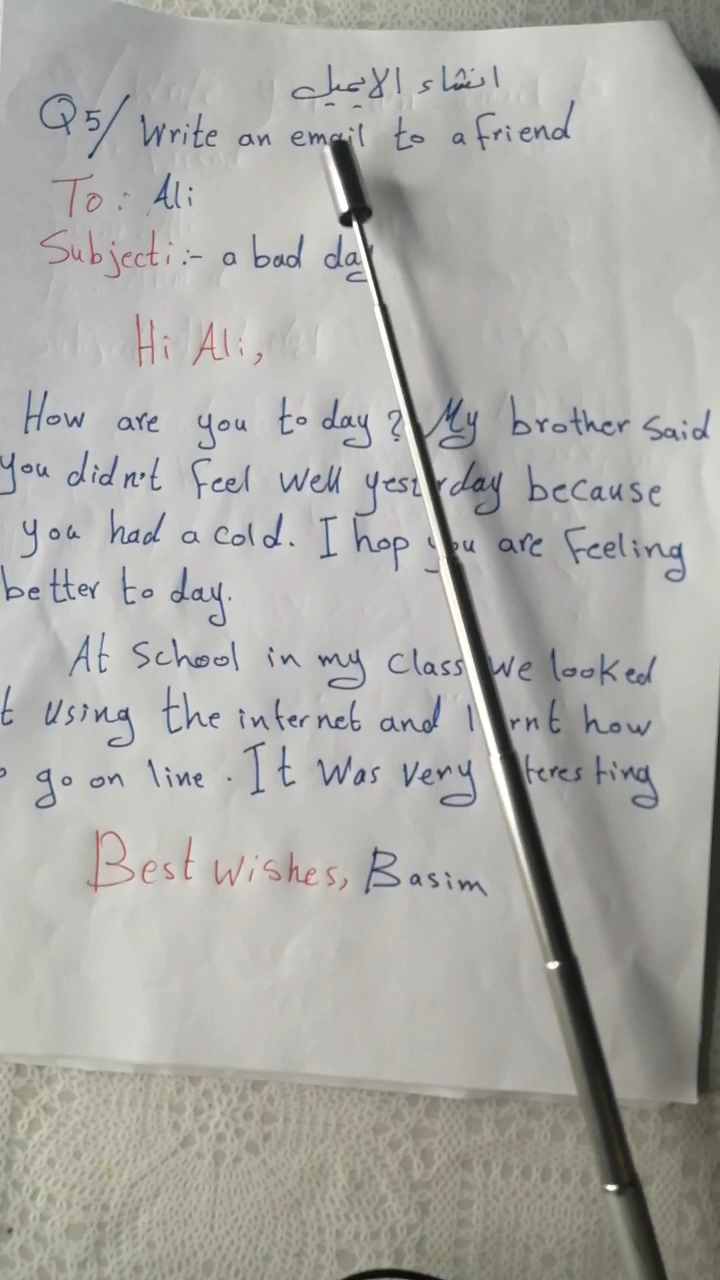 انشاء الايميل
Q5/ Write an email to a friend
To: Ali
Subject:- a bad day
Hi Ali,
How are you to day? My brother said
you didn't feel well yesterday because
you had a cold. I hop you are feeling
better to day.
At school in my class we looked
using the internet and how
go on line. It was very interesting
Best wishes, Basim